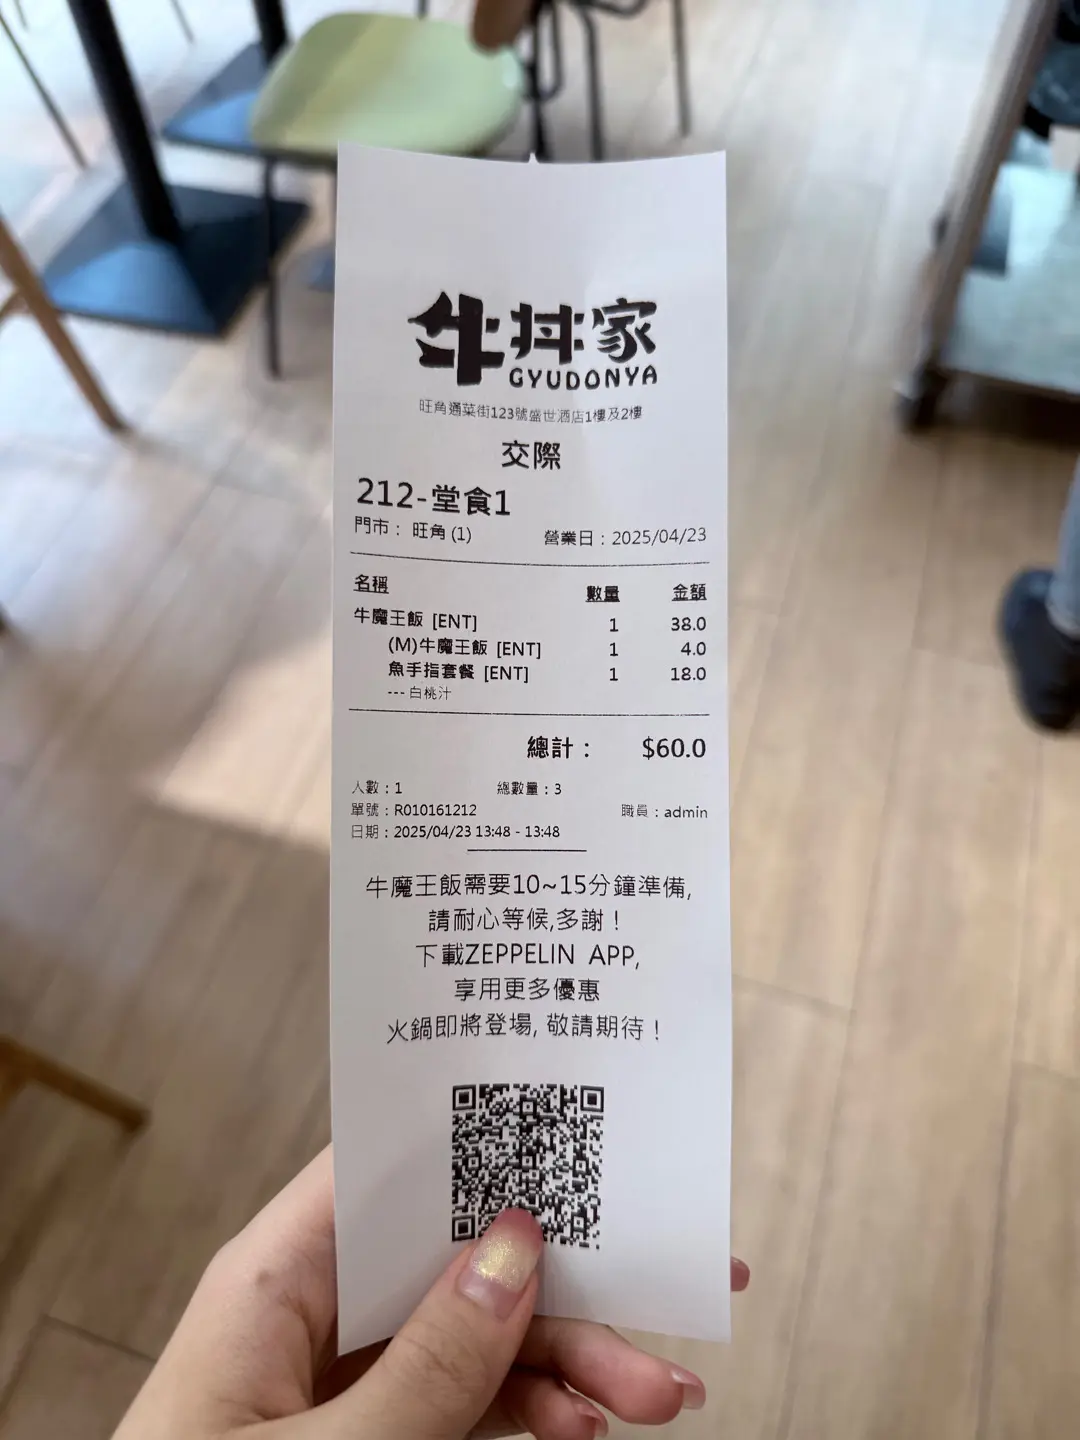 牛丼家
GYUDONYA
旺角通菜街123號盛世酒店1樓及2樓
交際
212-堂食1
門市： 旺角 (1) 營業日：2025/04/23
名稱 數量 金額
牛魔王飯 [ENT] 1 38.0
(M)牛魔王飯 [ENT] 1 4.0
魚手指套餐 [ENT] 1 18.0
--- 白桃汁
總計： $60.0
人數：1 總數量：3
單號：R010161212 職員：admin
日期：2025/04/23 13:48 - 13:48
牛魔王飯需要10~15分鐘準備,
請耐心等候,多謝！
下載ZEPPELIN APP,
享用更多優惠
火鍋即將登場, 敬請期待！